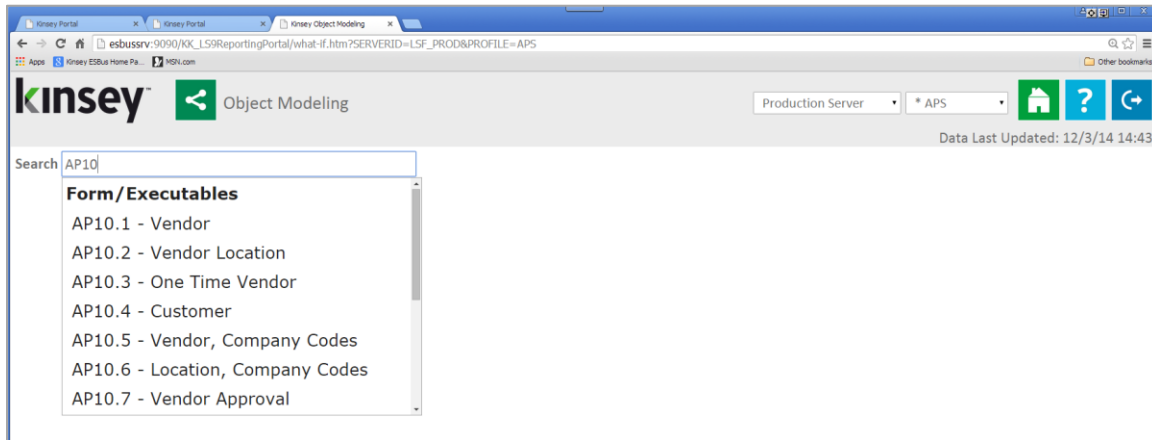 Kinsey Portal Kinsey Portal Kinsey Object Modeling
esbussrv:9090/KK_LS9ReportingPortal/what-if.htm?SERVERID=LSF_PROD&PROFILE=APS
Apps Kinsey ESBus Home Pa... MSN.com Other bookmarks
kinsey Object Modeling Production Server * APS ?
Data Last Updated: 12/3/14 14:43
Search AP10
Form/Executables
AP10.1 - Vendor
AP10.2 - Vendor Location
AP10.3 - One Time Vendor
AP10.4 - Customer
AP10.5 - Vendor, Company Codes
AP10.6 - Location, Company Codes
AP10.7 - Vendor Approval